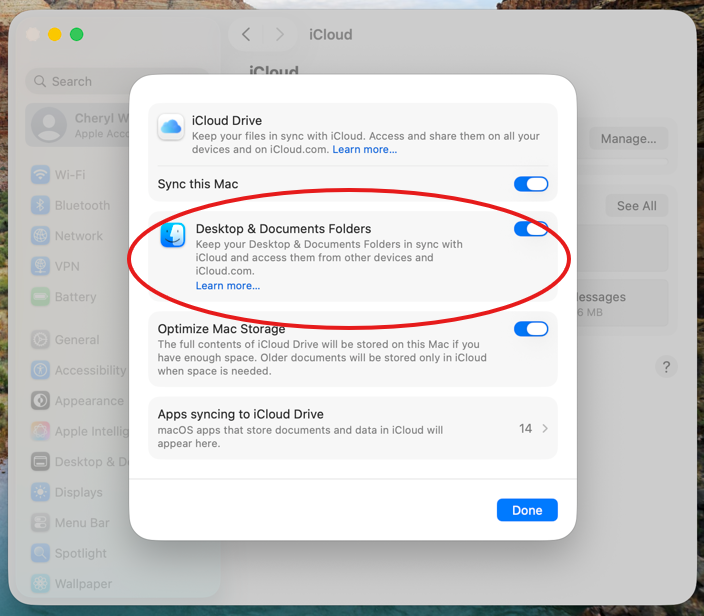 iCloud
iCloud
Search
Cheryl W
Apple Acco
Wi-Fi
Bluetooth
Network
VPN
Battery
General
Accessibility
Appearance
Apple Intellig
Desktop & D
Displays
Menu Bar
Spotlight
Wallpaper
Manage...
See All
essages
6 MB
?
iCloud Drive
Keep your files in sync with iCloud. Access and share them on all your
devices and on iCloud.com. Learn more...
Sync this Mac
Desktop & Documents Folders
Keep your Desktop & Documents Folders in sync with
iCloud and access them from other devices and
iCloud.com.
Learn more...
Optimize Mac Storage
The full contents of iCloud Drive will be stored on this Mac if you
have enough space. Older documents will be stored only in iCloud
when space is needed.
Apps syncing to iCloud Drive
macOS apps that store documents and data in iCloud will
appear here.
14
Done